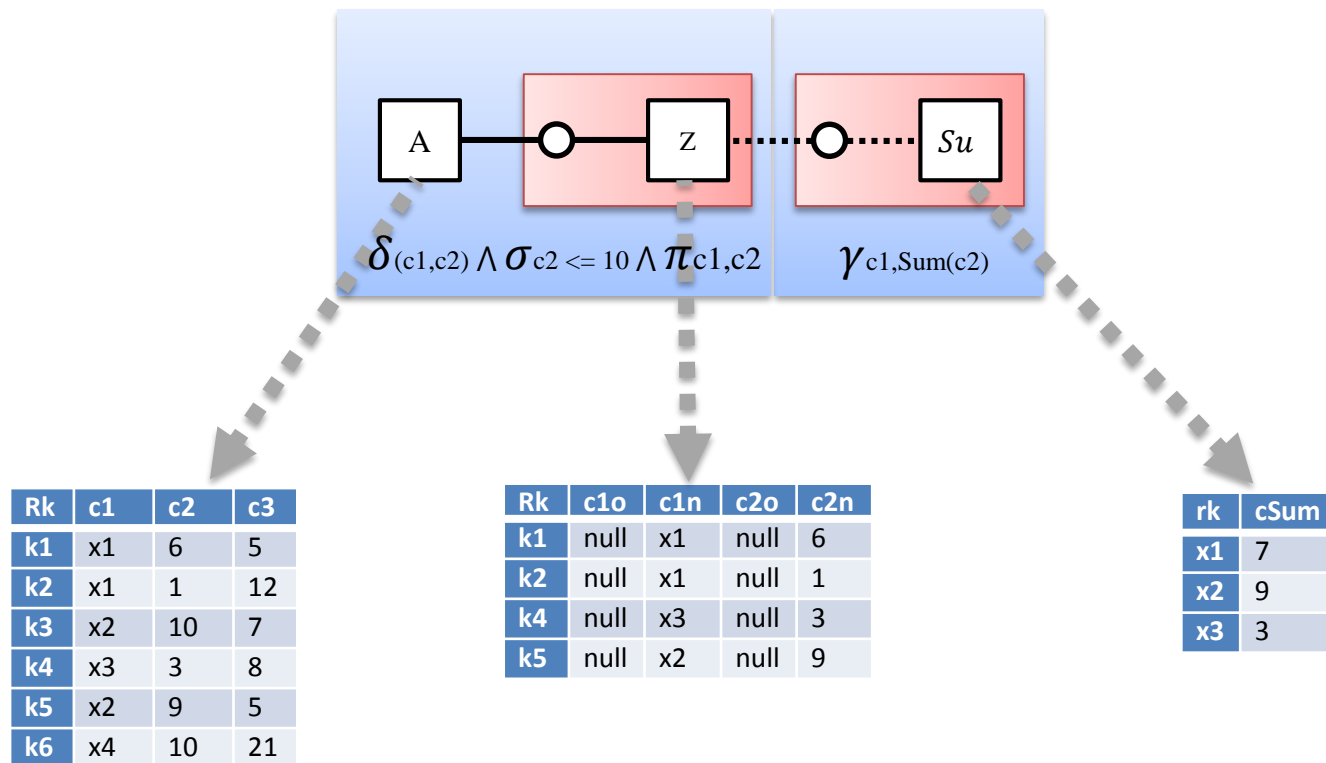 A
Z
Su
δ(c1,c2) ⋀ σc2 <= 10 ⋀ πc1,c2
γc1,Sum(c2)
Rk c1 c2 c3
k1 x1 6 5
k2 x1 1 12
k3 x2 10 7
k4 x3 3 8
k5 x2 9 5
k6 x4 10 21
Rk c1o c1n c2o c2n
k1 null x1 null 6
k2 null x1 null 1
k4 null x3 null 3
k5 null x2 null 9
rk cSum
x1 7
x2 9
x3 3